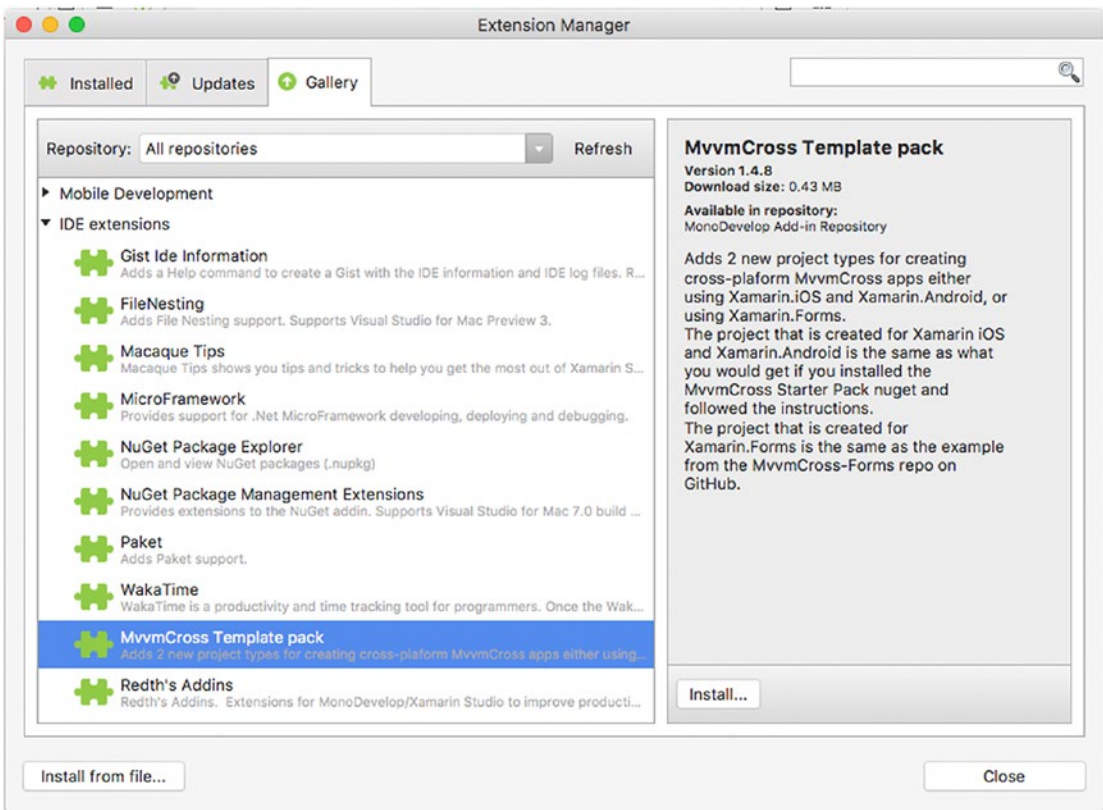 Extension Manager
Installed
Updates
Gallery
Repository: All repositories
Refresh
Mobile Development
IDE extensions
Gist Ide Information
Adds a Help command to create a Gist with the IDE information and IDE log files. R...
FileNesting
Adds File Nesting support. Supports Visual Studio for Mac Preview 3.
Macaque Tips
Macaque Tips shows you tips and tricks to help you get the most out of Xamarin S...
MicroFramework
Provides support for .Net MicroFramework developing, deploying and debugging.
NuGet Package Explorer
Open and view NuGet packages (.nupkg)
NuGet Package Management Extensions
Provides extensions to the NuGet addin. Supports Visual Studio for Mac 7.0 build ...
Paket
Adds Paket support.
WakaTime
WakaTime is a productivity and time tracking tool for programmers. Once the Wak...
MvvmCross Template pack
Adds 2 new project types for creating cross-plaform MvvmCross apps either using...
Redth's Addins
Redth's Addins. Extensions for MonoDevelop/Xamarin Studio to improve producti...
MvvmCross Template pack
Version 1.4.8
Download size: 0.43 MB
Available in repository:
MonoDevelop Add-in Repository
Adds 2 new project types for creating
cross-plaform MvvmCross apps either
using Xamarin.iOS and Xamarin.Android, or
using Xamarin.Forms.
The project that is created for Xamarin iOS
and Xamarin.Android is the same as what
you would get if you installed the
MvvmCross Starter Pack nuget and
followed the instructions.
The project that is created for
Xamarin.Forms is the same as the example
from the MvvmCross-Forms repo on
GitHub.
Install...
Install from file...
Close